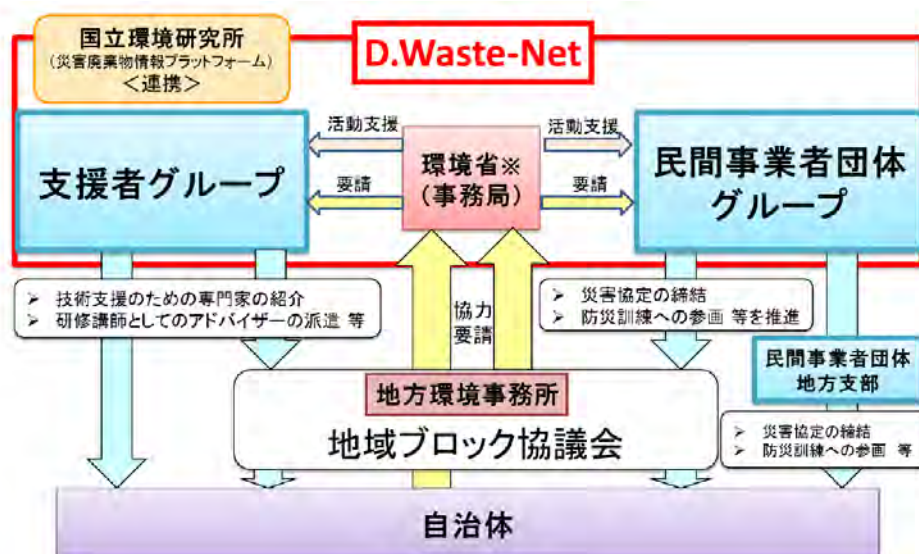 国立環境研究所
(災害廃棄物情報プラットフォーム)
<連携>
D.Waste-Net
支援者グループ
活動支援
要請
環境省※
(事務局)
活動支援
要請
民間事業者団体
グループ
➢ 技術支援のための専門家の紹介
➢ 研修講師としてのアドバイザーの派遣 等
協力
要請
➢ 災害協定の締結
➢ 防災訓練への参画 等を推進
民間事業者団体
地方支部
地方環境事務所
地域ブロック協議会
➢ 災害協定の締結
➢ 防災訓練への参画 等
自治体